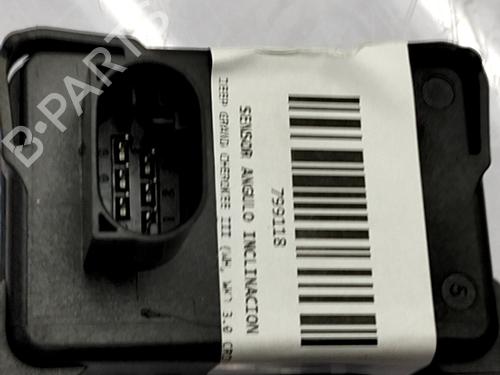 B-PARTS
799118
SENSOR ANGULO INCLINACION
JEEP GRAND CHEROKEE III (WH, WK) 3.0 CRD
5